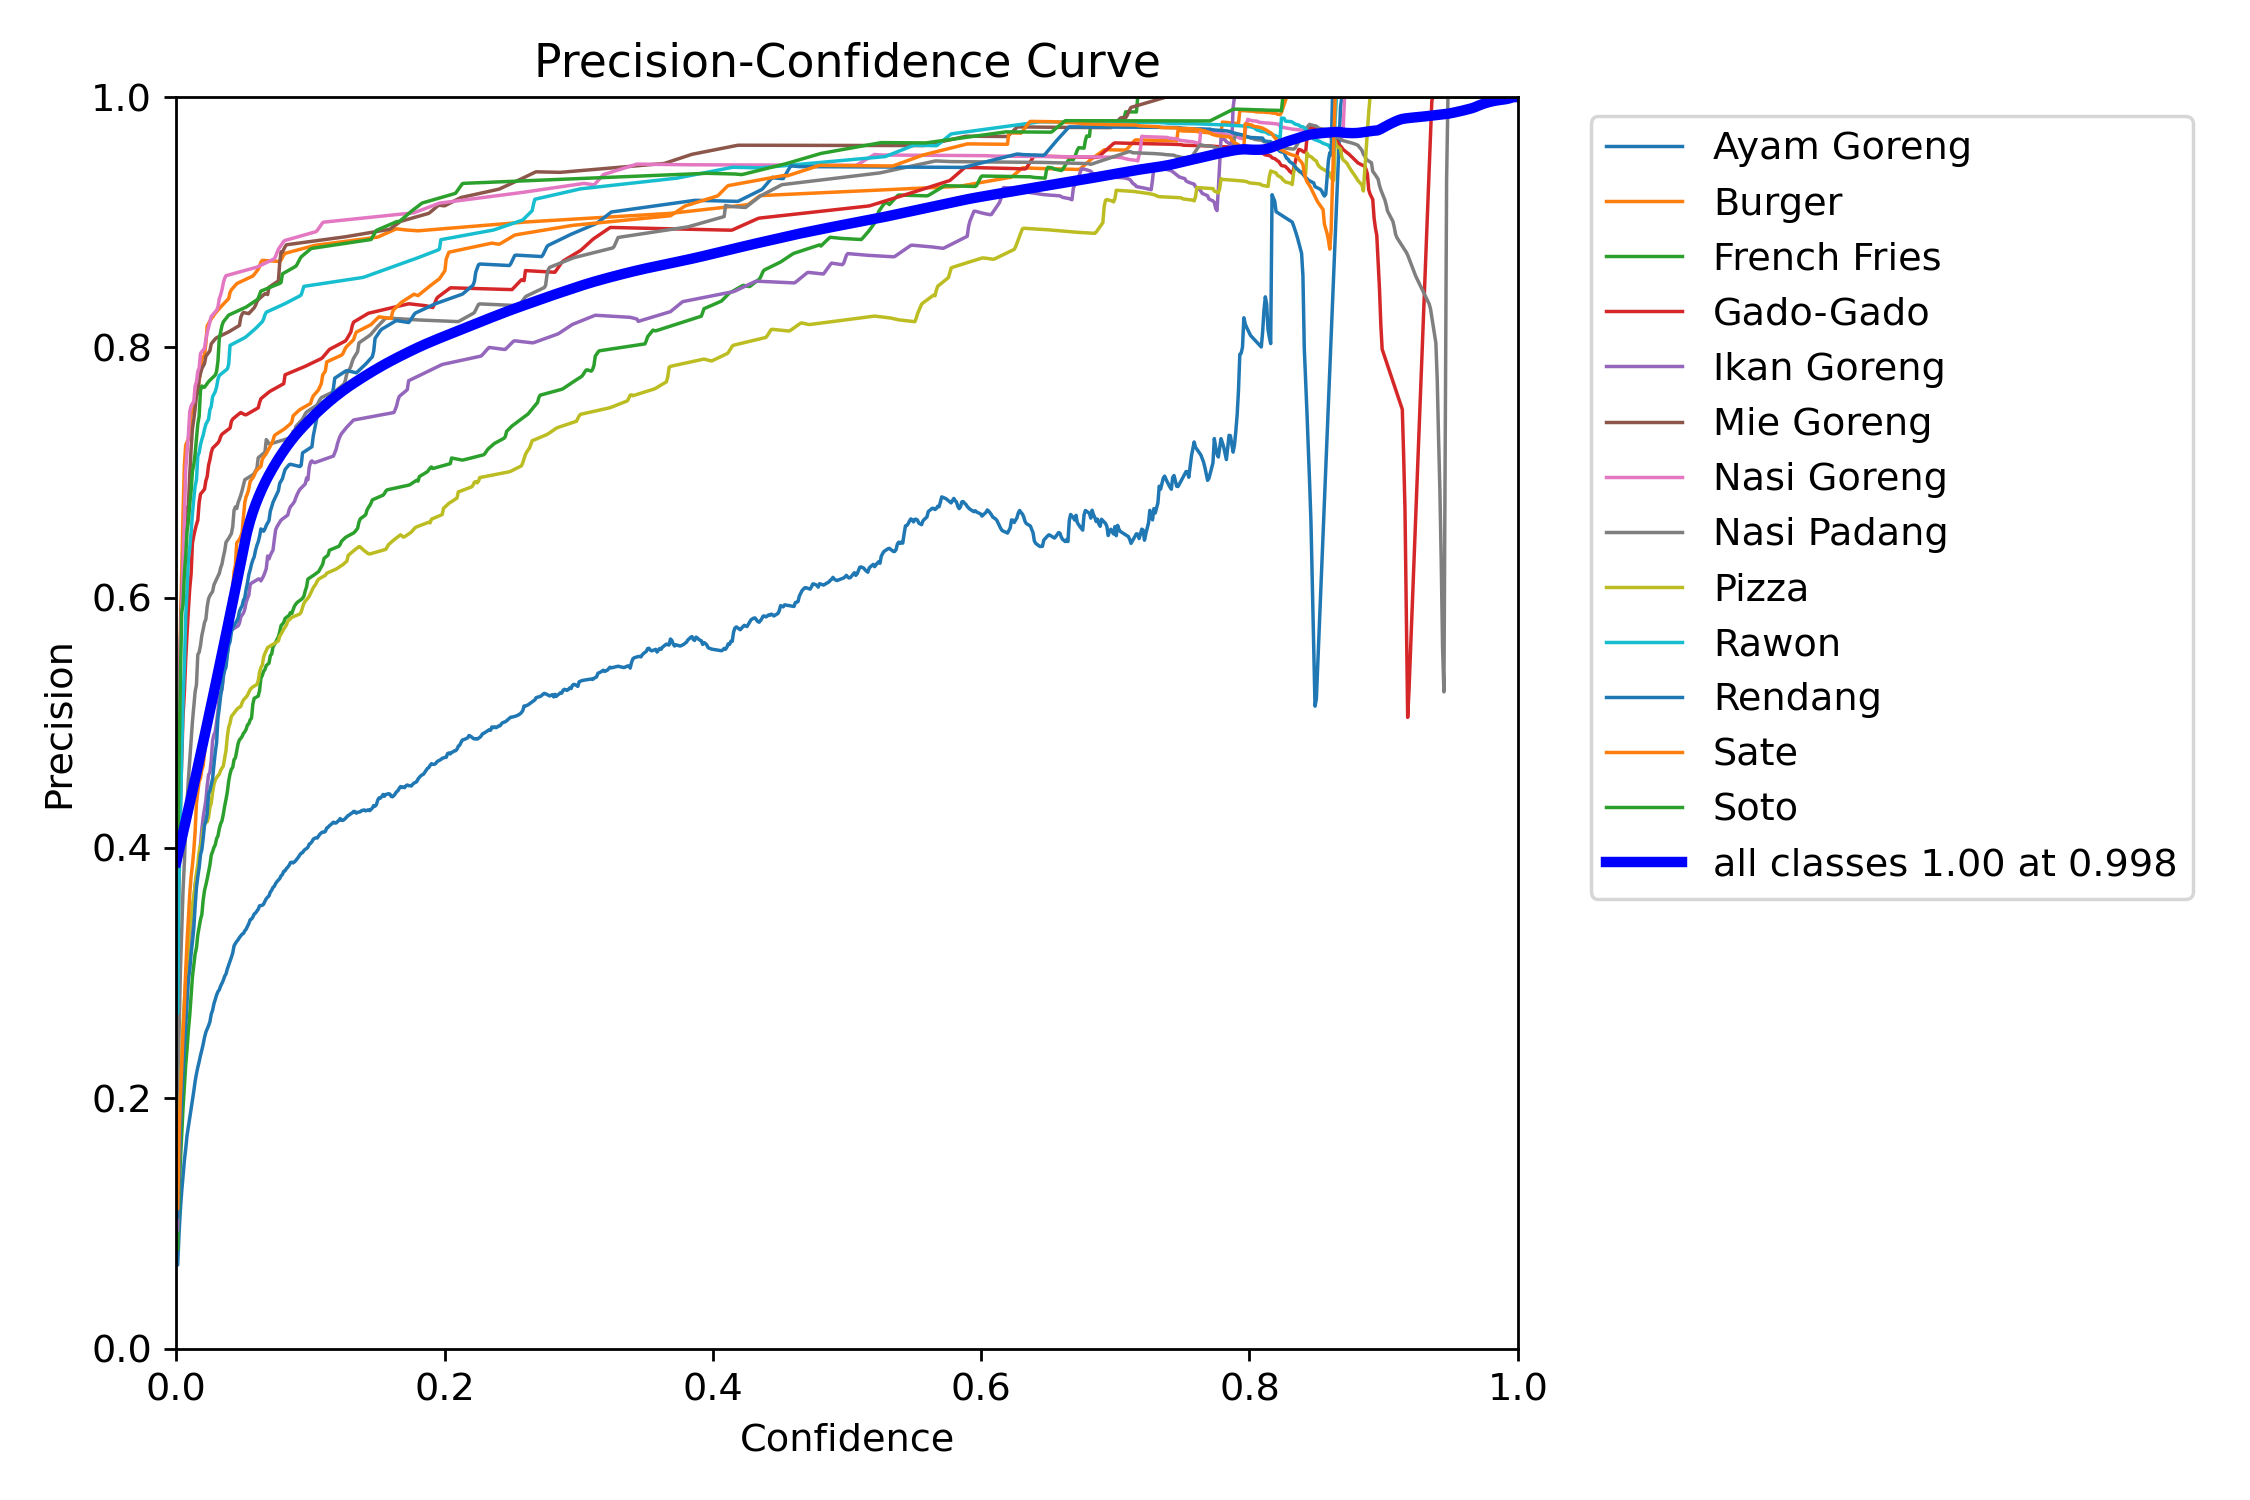 Precision-Confidence Curve
1.0
0.8
0.6
0.4
0.2
0.0
Precision
0.0 0.2 0.4 0.6 0.8 1.0
Confidence
Ayam Goreng
Burger
French Fries
Gado-Gado
Ikan Goreng
Mie Goreng
Nasi Goreng
Nasi Padang
Pizza
Rawon
Rendang
Sate
Soto
all classes 1.00 at 0.998